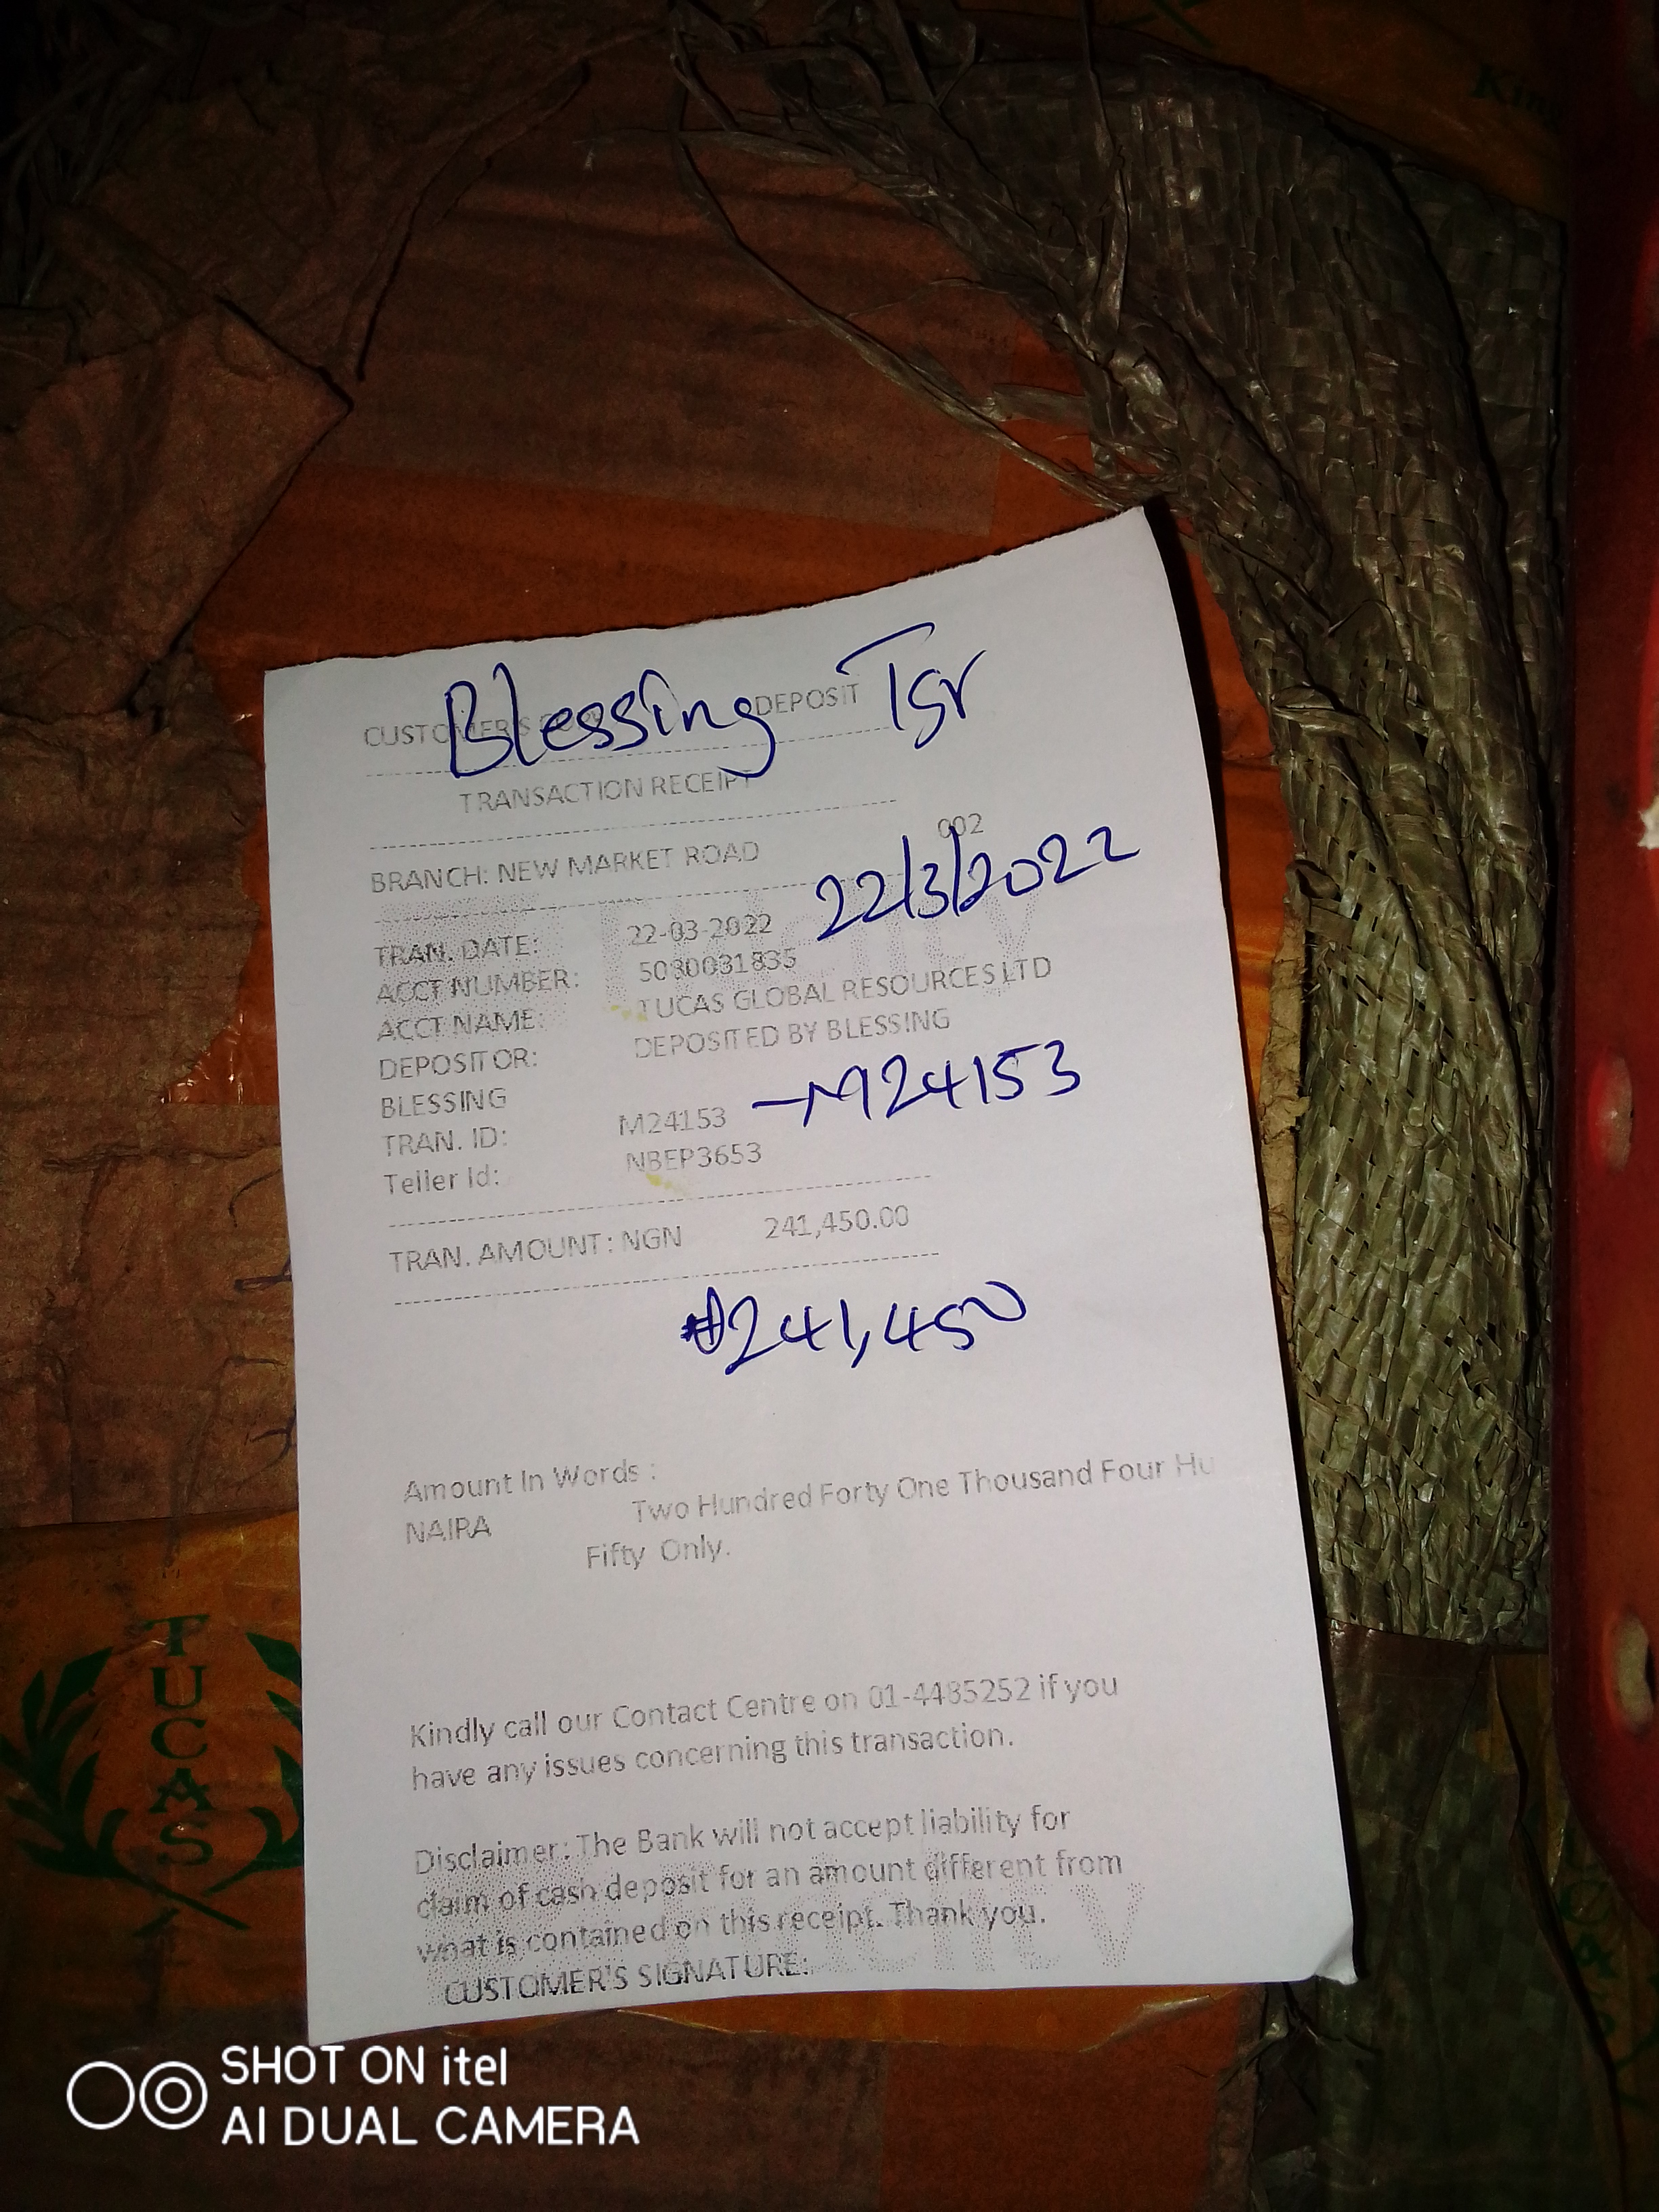 Blessing Tsr
CUSTOMER'S COPY DEPOSIT
TRANSACTION RECEIPT
002
BRANCH: NEW MARKET ROAD
22/3/2022
TRAN. DATE: 22-03-2022
ACCT NUMBER: 5080031835
ACCT NAME: TUCAS GLOBAL RESOURCES LTD
DEPOSITOR: DEPOSITED BY BLESSING
BLESSING
TRAN. ID: M24153 –M24153
Teller Id: NBEP3653
TRAN. AMOUNT: NGN 241,450.00
₦241,450
Amount In Words :
NAIRA Two Hundred Forty One Thousand Four Hu
Fifty Only.
Kindly call our Contact Centre on 01-4485252 if you
have any issues concerning this transaction.
Disclaimer: The Bank will not accept liability for
claim of cash deposit for an amount different from
what is contained on this receipt. Thank you.
CUSTOMER'S SIGNATURE:
TUCAS
SHOT ON itel
AI DUAL CAMERA